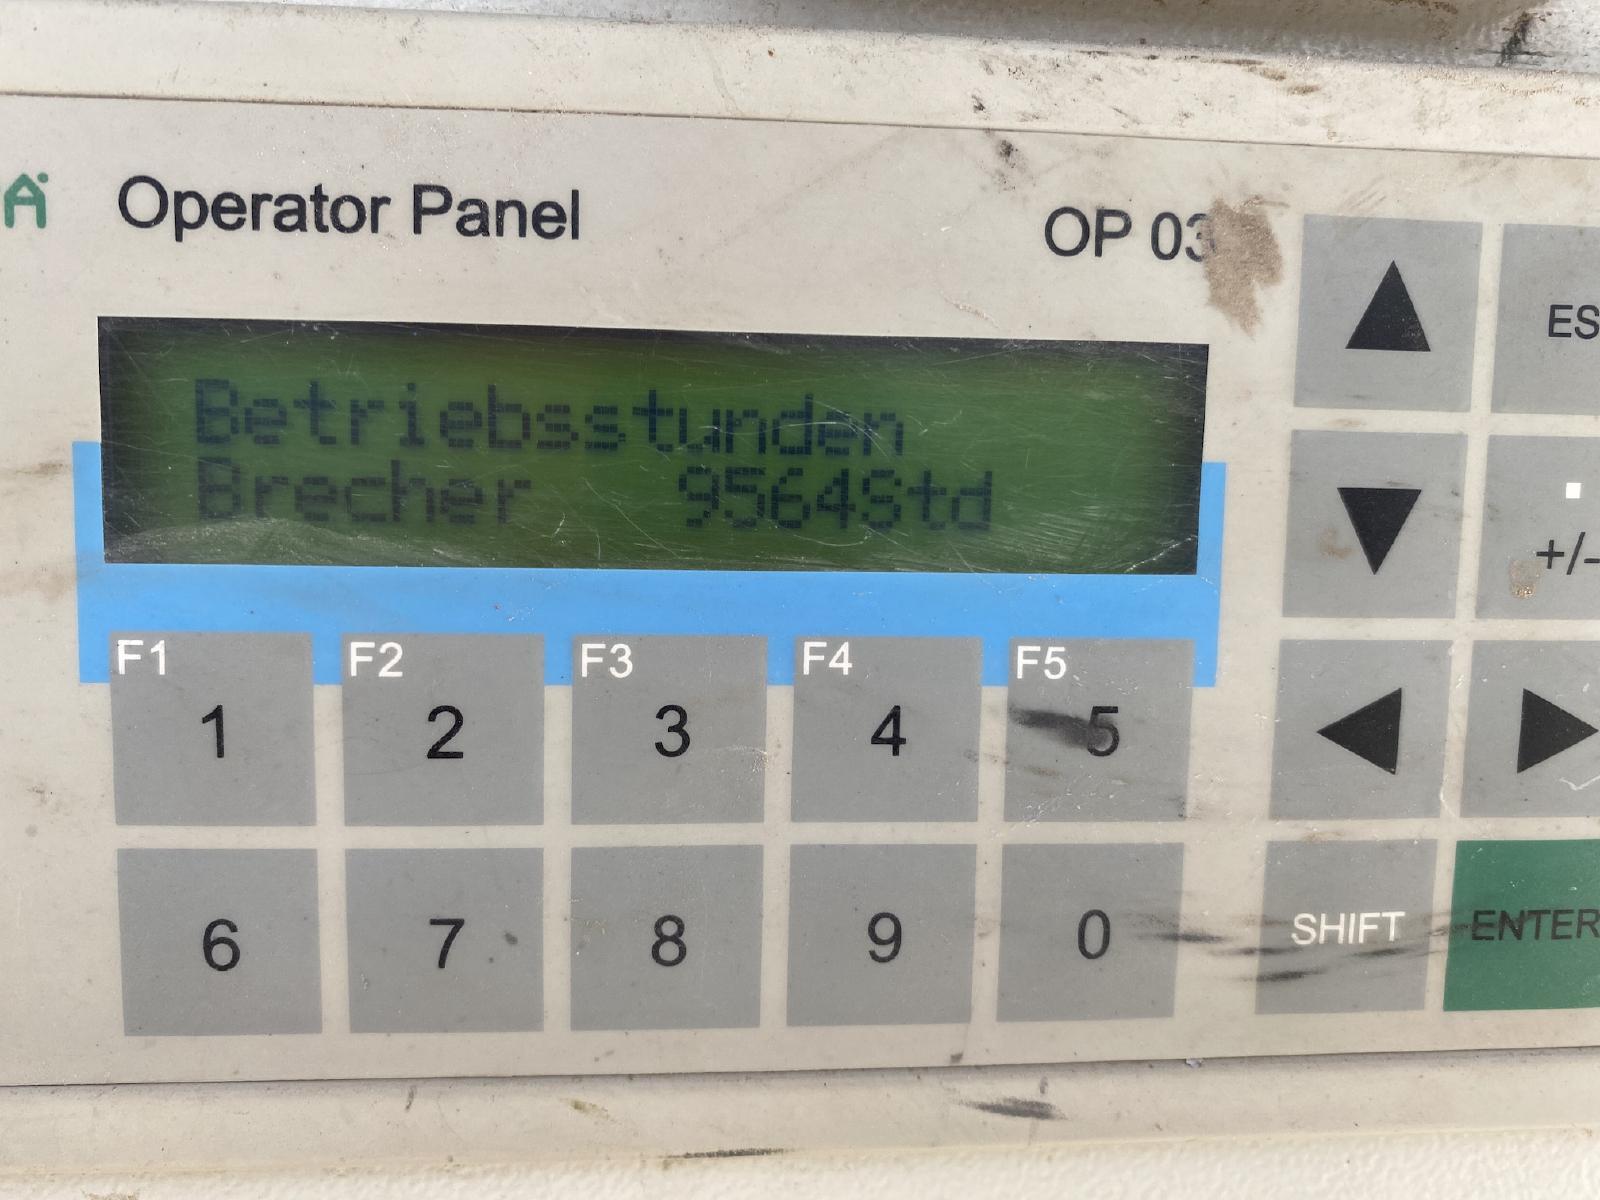 Operator Panel OP 03
Betriebsstunden
Brecher 9564Std
F1 F2 F3 F4 F5
1 2 3 4 5
6 7 8 9 0
ES
+/-
SHIFT ENTER